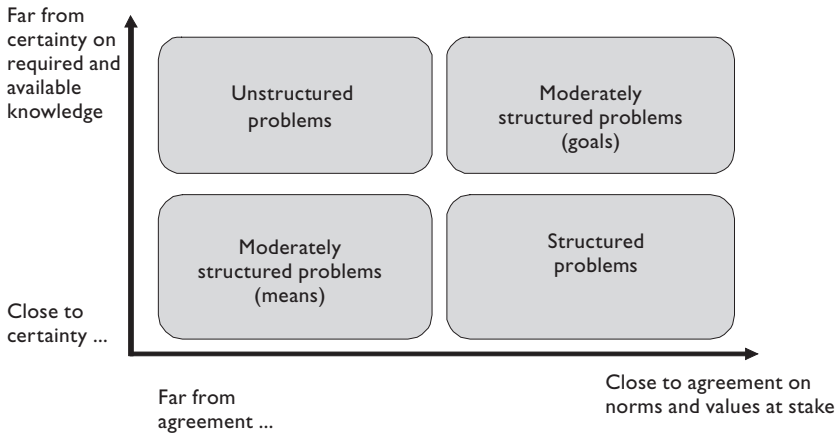 Far from
certainty on
required and
available
knowledge
Unstructured
problems
Moderately
structured problems
(goals)
Moderately
structured problems
(means)
Structured
problems
Close to
certainty ...
Far from
agreement ...
Close to agreement on
norms and values at stake